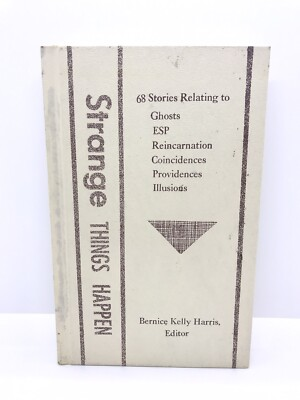 Strange THINGS HAPPEN
68 Stories Relating to
Ghosts
ESP
Reincarnation
Coincidences
Providences
Illusions
Bernice Kelly Harris,
Editor